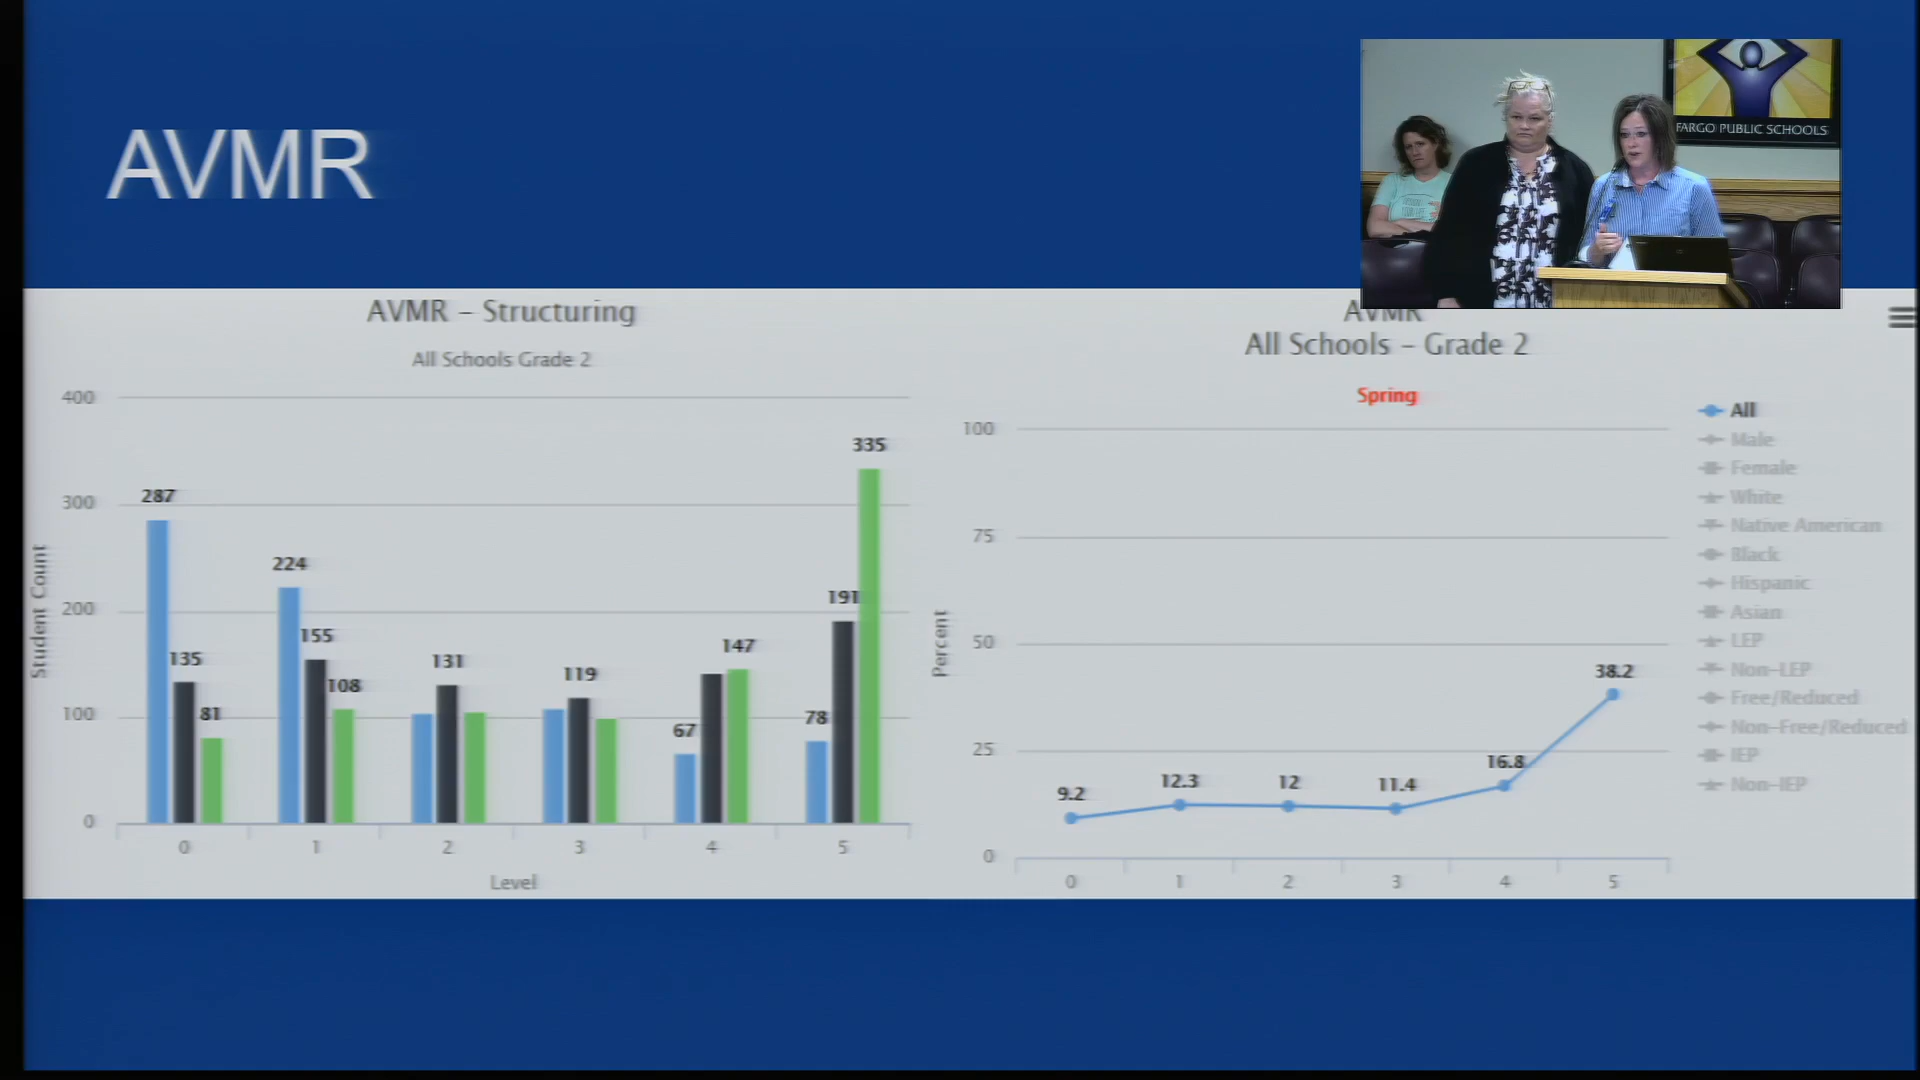 AVMR
FARGO PUBLIC SCHOOLS
AVMR – Structuring
All Schools Grade 2
Student Count
400
300
200
100
0
287
135
81
224
155
108
131
119
67
147
78
191
335
0 1 2 3 4 5
Level
AVMR
All Schools – Grade 2
Spring
Percent
100
75
50
25
0
9.2
12.3
12
11.4
16.8
38.2
0 1 2 3 4 5
All
Male
Female
White
Native American
Black
Hispanic
Asian
LEP
Non-LEP
Free/Reduced
Non-Free/Reduced
IEP
Non-IEP